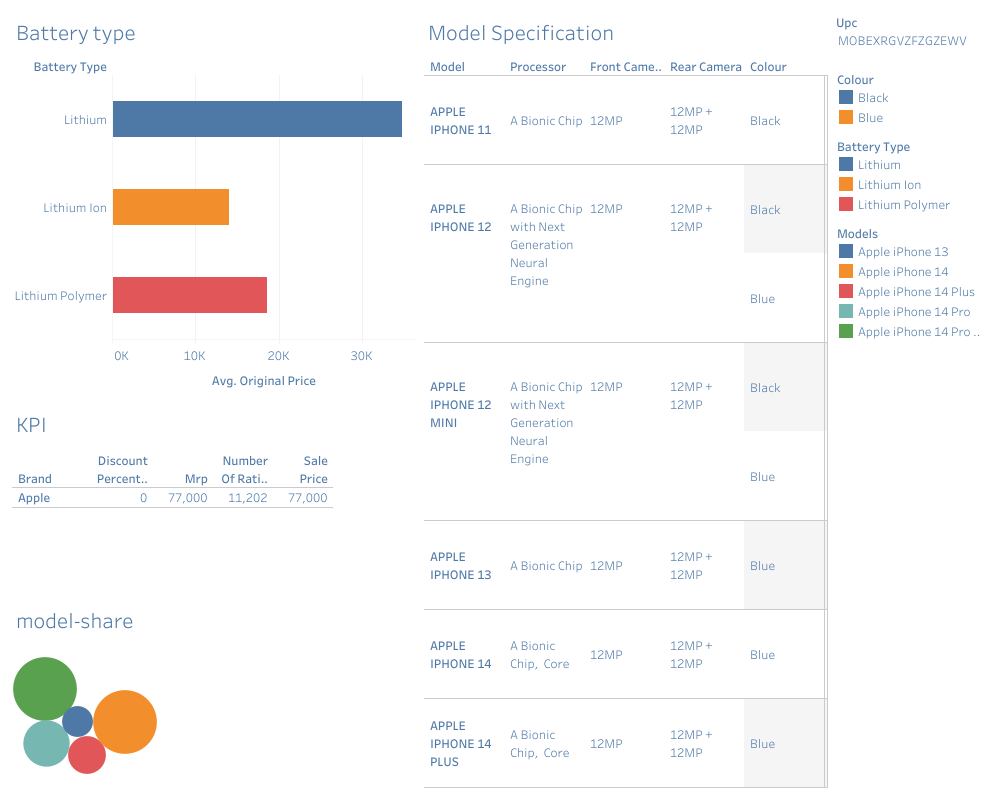 Battery type
Battery Type
Lithium
Lithium Ion
Lithium Polymer
0K 10K 20K 30K
Avg. Original Price
KPI
Discount Number Sale
Brand Percent.. Mrp Of Rati.. Price
Apple 0 77,000 11,202 77,000
model-share
Model Specification
Model Processor Front Came.. Rear Camera Colour
APPLE 12MP +
A Bionic Chip 12MP Black
IPHONE 11 12MP
APPLE A Bionic Chip 12MP 12MP + Black
IPHONE 12 with Next 12MP
Generation
Neural
Engine
Blue
APPLE A Bionic Chip 12MP 12MP + Black
IPHONE 12 with Next 12MP
MINI Generation
Neural
Engine
Blue
APPLE 12MP +
A Bionic Chip 12MP Blue
IPHONE 13 12MP
APPLE A Bionic 12MP +
12MP Blue
IPHONE 14 Chip, Core 12MP
APPLE A Bionic 12MP +
IPHONE 14 Chip, Core 12MP 12MP Blue
PLUS
Upc
MOBEXRGVZFZGZEWV
Colour
Black
Blue
Battery Type
Lithium
Lithium Ion
Lithium Polymer
Models
Apple iPhone 13
Apple iPhone 14
Apple iPhone 14 Plus
Apple iPhone 14 Pro
Apple iPhone 14 Pro ..